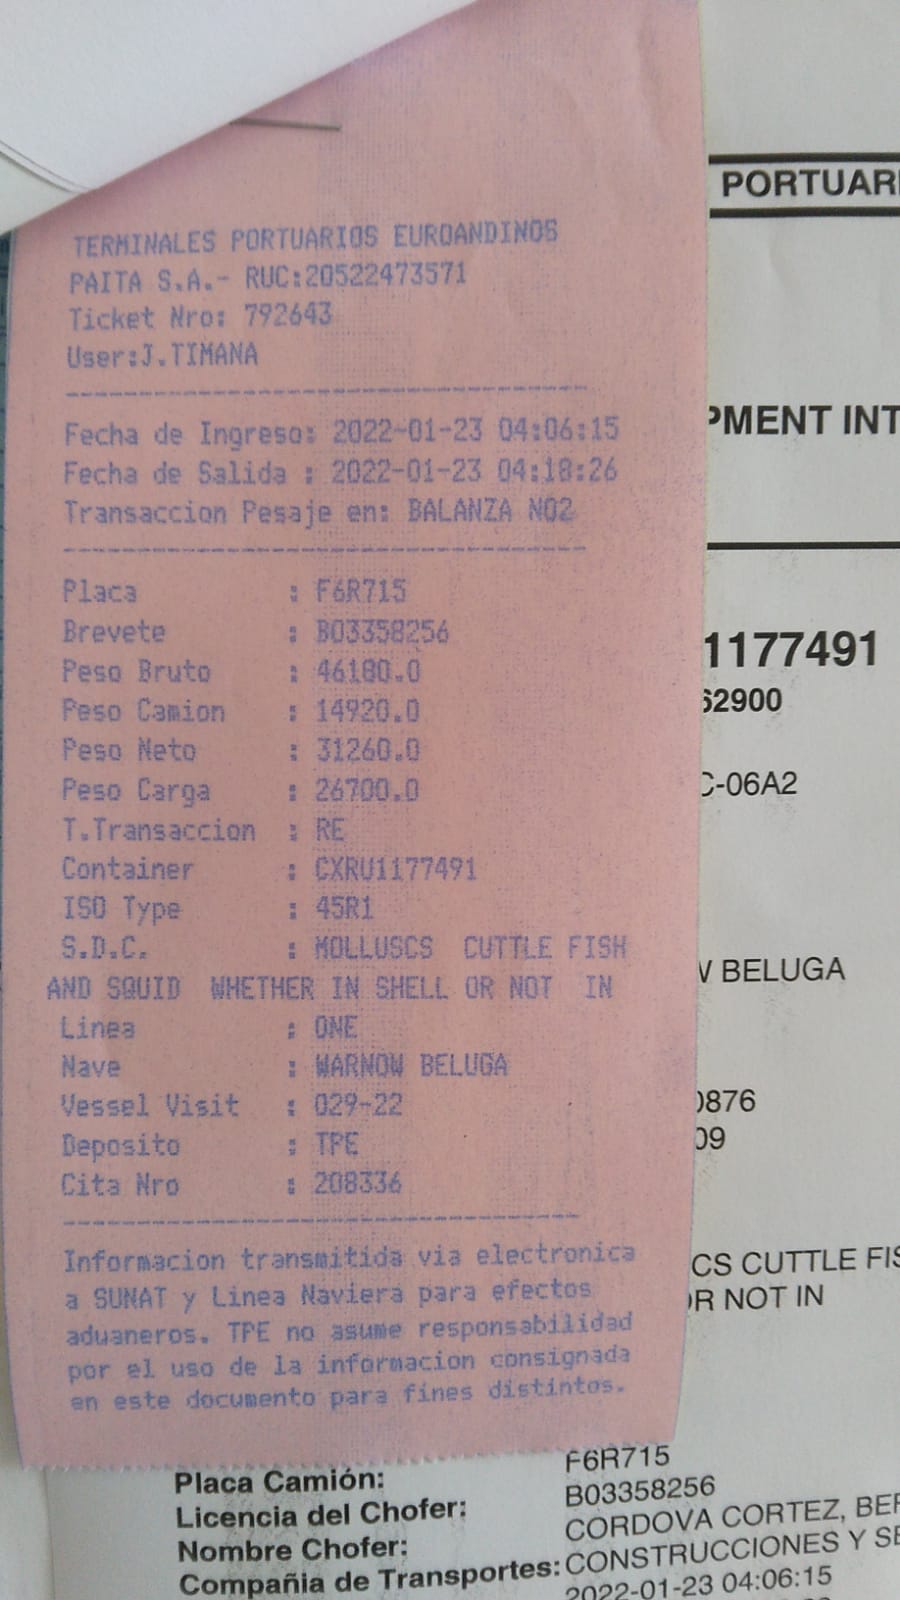 TERMINALES PORTUARIOS EUROANDINOS
PAITA S.A.- RUC:20522473571
Ticket Nro: 792643
User:J.TIMANA
Fecha de Ingreso: 2022-01-23 04:06:15
Fecha de Salida : 2022-01-23 04:18:26
Transaccion Pesaje en: BALANZA NO2
Placa : F6R715
Brevete : B03358256
Peso Bruto : 46180.0
Peso Camion : 14920.0
Peso Neto : 31260.0
Peso Carga : 26700.0
T.Transaccion : RE
Container : CXRU1177491
ISO Type : 45R1
S.D.C. : MOLLUSCS CUTTLE FISH
AND SQUID WHETHER IN SHELL OR NOT IN
Linea : ONE
Nave : WARNOW BELUGA
Vessel Visit : 029-22
Deposito : TPE
Cita Nro : 208336
Informacion transmitida via electronica
a SUNAT y Linea Naviera para efectos
aduaneros. TPE no asume responsabilidad
por el uso de la informacion consignada
en este documento para fines distintos.
PORTUARI
PMENT INT
1177491
62900
C-06A2
W BELUGA
0876
09
CS CUTTLE FIS
OR NOT IN
Placa Camión: F6R715
Licencia del Chofer: B03358256
Nombre Chofer: CORDOVA CORTEZ, BER
Compañia de Transportes: CONSTRUCCIONES Y SE
2022-01-23 04:06:15